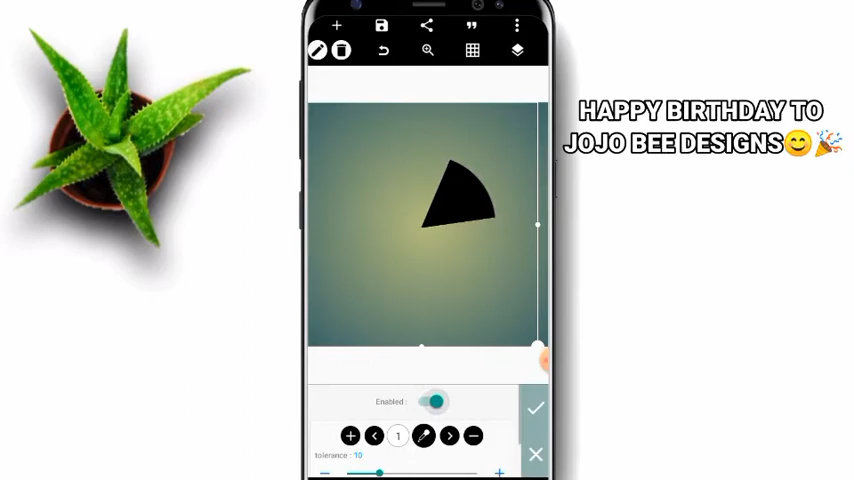 HAPPY BIRTHDAY TO
JOJO BEE DESIGNS😊🎉
Enabled :
1
tolerance : 10